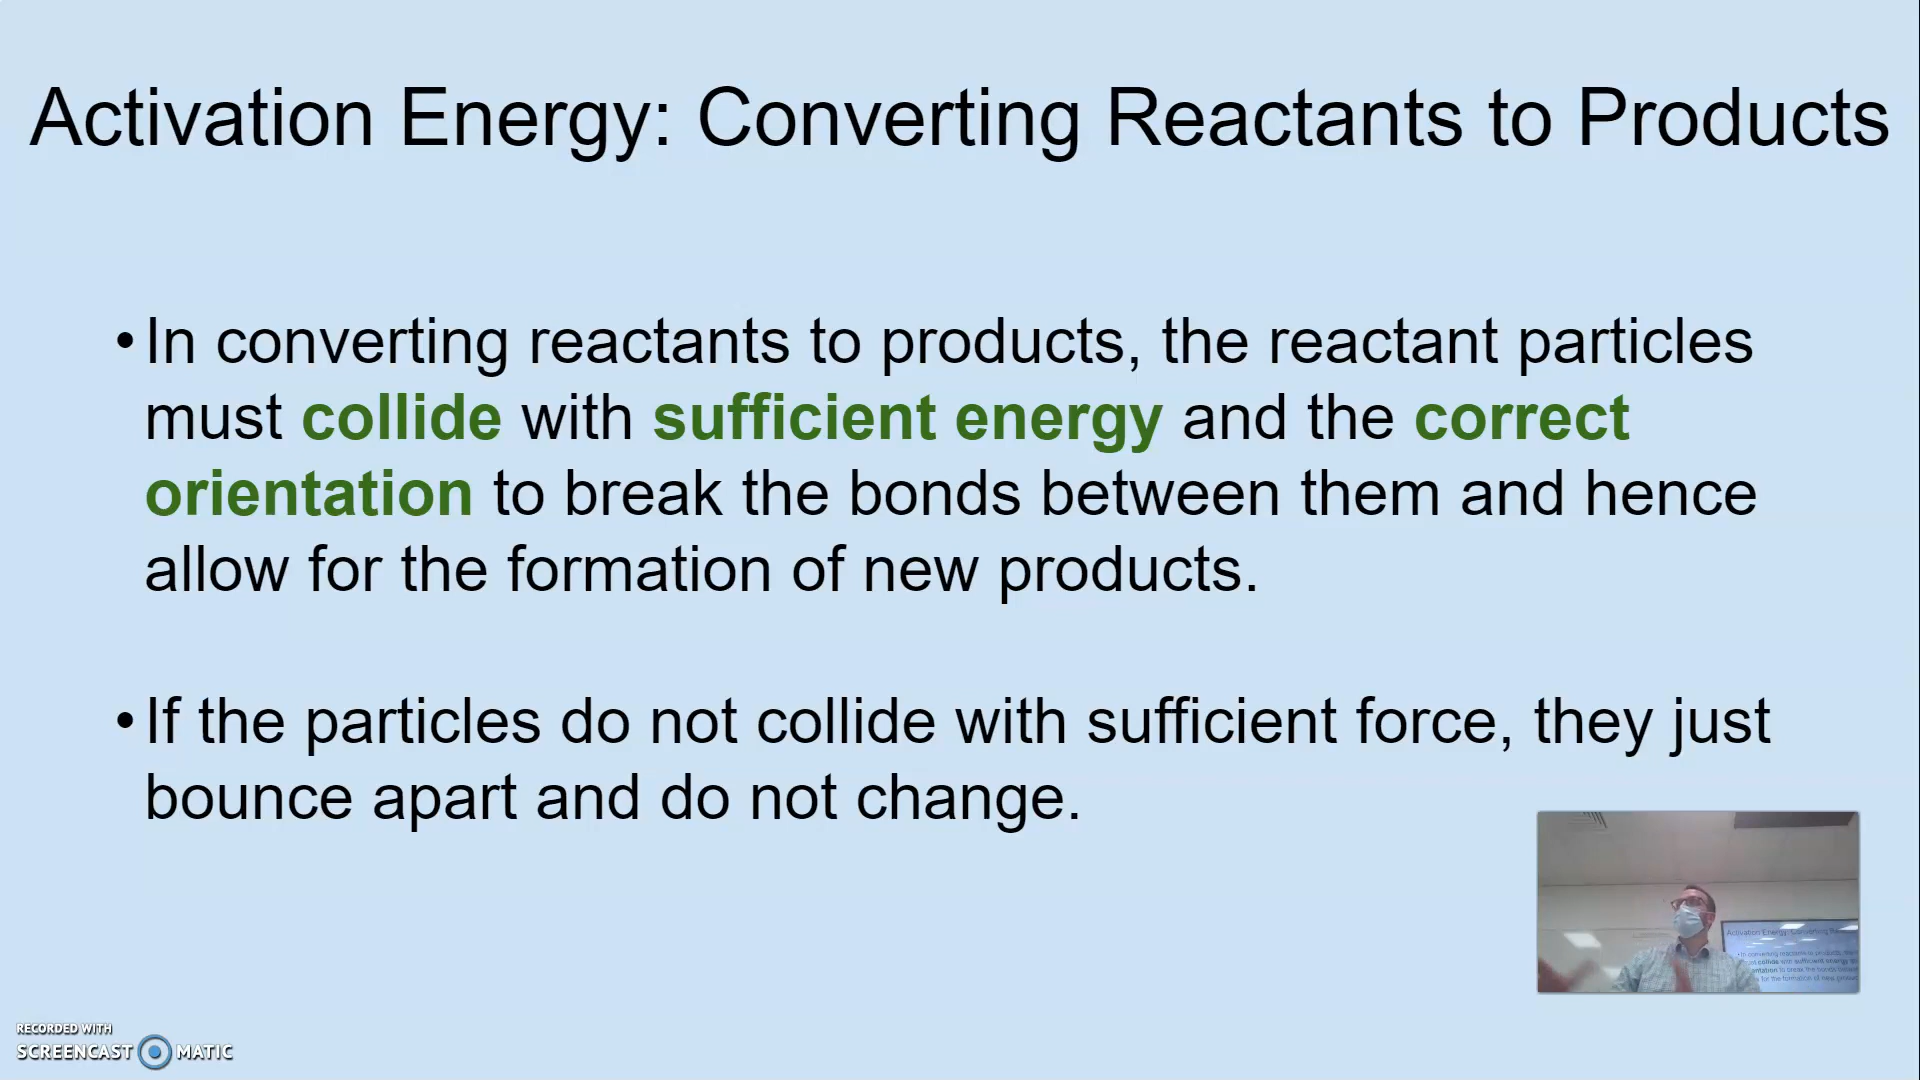 Activation Energy: Converting Reactants to Products
•In converting reactants to products, the reactant particles
must collide with sufficient energy and the correct
orientation to break the bonds between them and hence
allow for the formation of new products.
•If the particles do not collide with sufficient force, they just
bounce apart and do not change.
RECORDED WITH
SCREENCAST MATIC